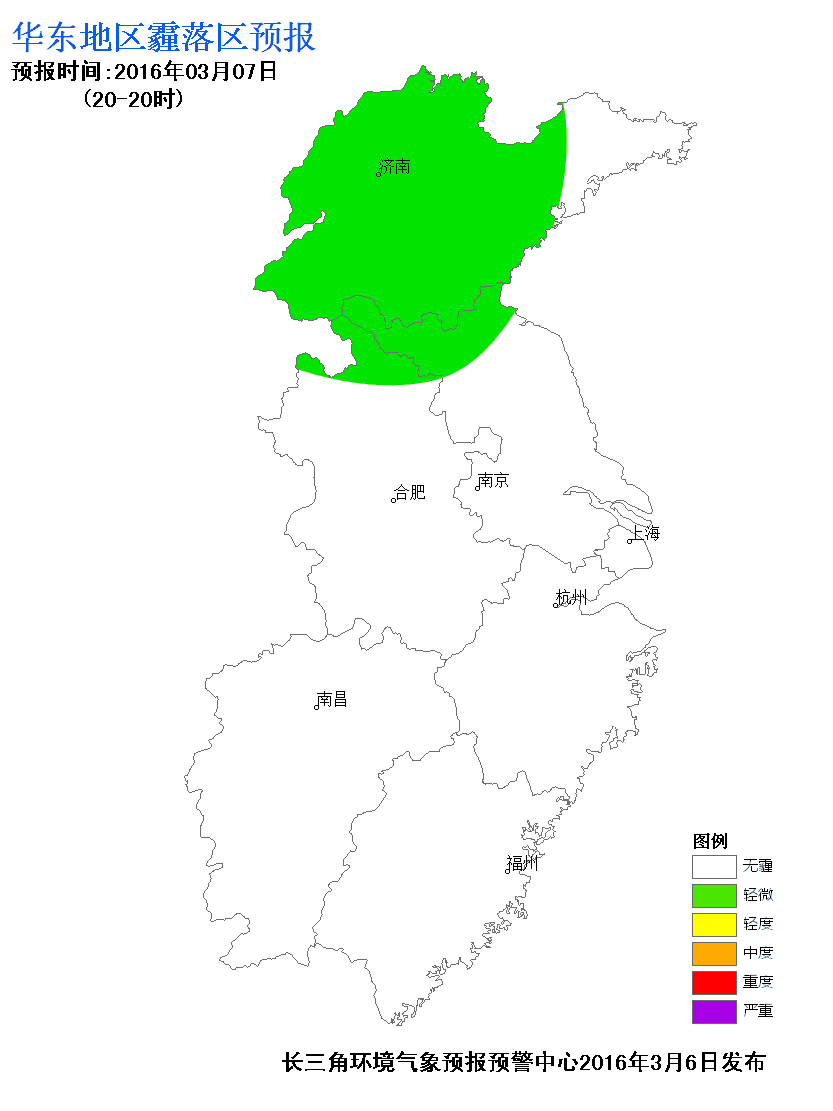 华东地区霾落区预报
预报时间:2016年03月07日
(20-20时)
济南
合肥
南京
上海
杭州
南昌
福州
图例
无霾
轻微
轻度
中度
重度
严重
长三角环境气象预报预警中心2016年3月6日发布